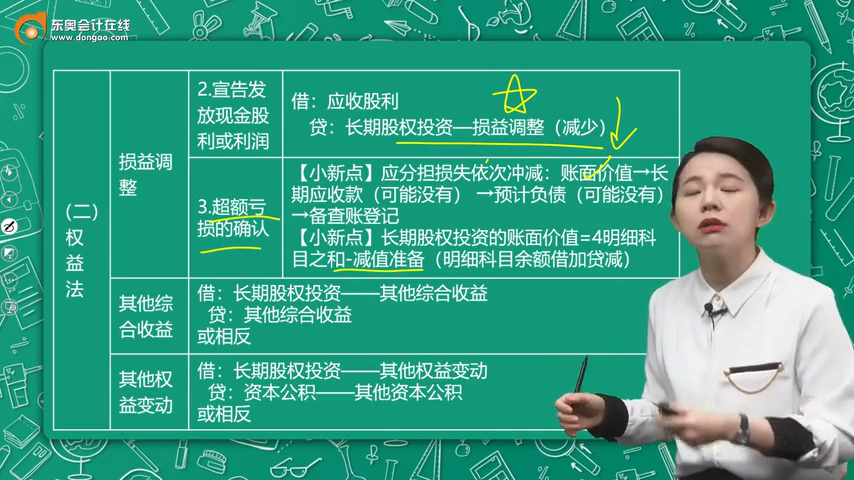 东奥会计在线
www.dongao.com
(二)
权
益
法
损益调
整
2.宣告发
放现金股
利或利润
借：应收股利
贷：长期股权投资—损益调整（减少）
3.超额亏
损的确认
【小新点】应分担损失依次冲减：账面价值→长
期应收款（可能没有） →预计负债（可能没有）
→备查账登记
【小新点】长期股权投资的账面价值=4明细科
目之和-减值准备（明细科目余额借加贷减）
其他综
合收益
借：长期股权投资——其他综合收益
贷：其他综合收益
或相反
其他权
益变动
借：长期股权投资——其他权益变动
贷：资本公积——其他资本公积
或相反